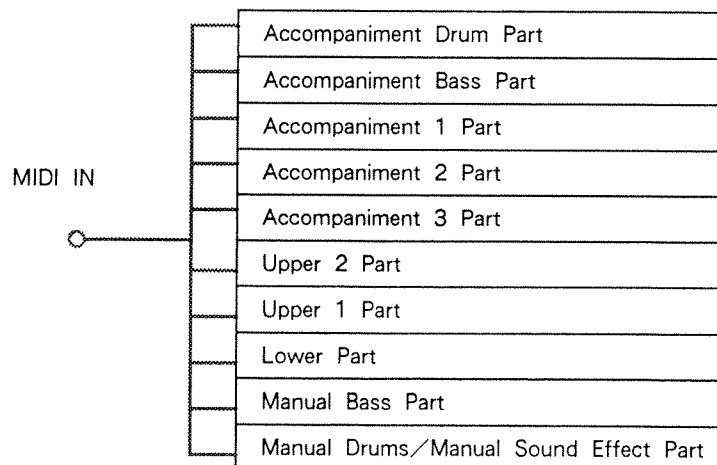 Accompaniment Drum Part
Accompaniment Bass Part
Accompaniment 1 Part
MIDI IN
Accompaniment 2 Part
Accompaniment 3 Part
Upper 2 Part
Upper 1 Part
Lower Part
Manual Bass Part
Manual Drums/Manual Sound Effect Part